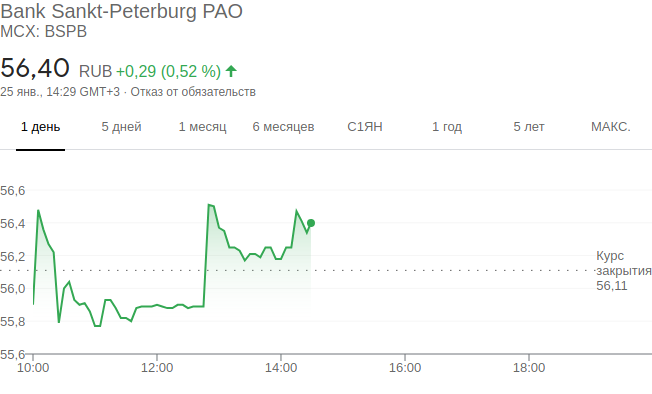 Bank Sankt-Peterburg PAO
MCX: BSPB
56,40 RUB +0,29 (0,52 %)
25 янв., 14:29 GMT+3 · Отказ от обязательств
1 день 5 дней 1 месяц 6 месяцев С1ЯН 1 год 5 лет МАКС.
56,6
56,4
56,2
56,0
55,8
55,6
Курс
закрытия
56,11
10:00 12:00 14:00 16:00 18:00